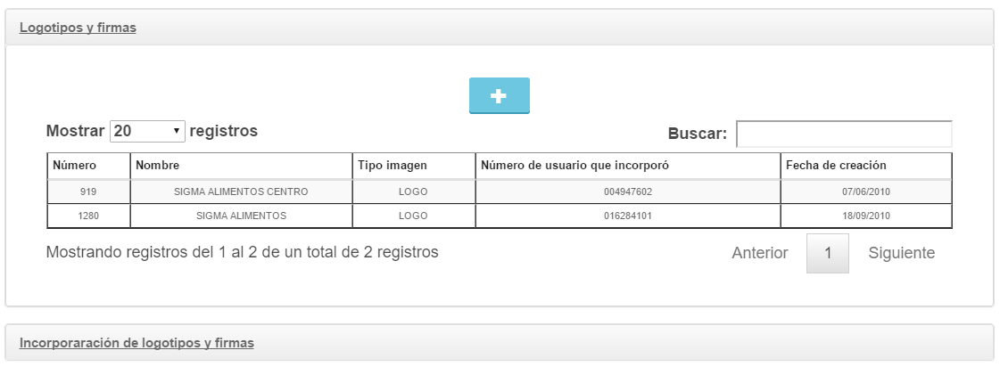 Logotipos y firmas
Mostrar 20 registros
Buscar:
Número Nombre Tipo imagen Número de usuario que incorporó Fecha de creación
919 SIGMA ALIMENTOS CENTRO LOGO 004947602 07/06/2010
1280 SIGMA ALIMENTOS LOGO 016284101 18/09/2010
Mostrando registros del 1 al 2 de un total de 2 registros
Anterior 1 Siguiente
Incorporaración de logotipos y firmas